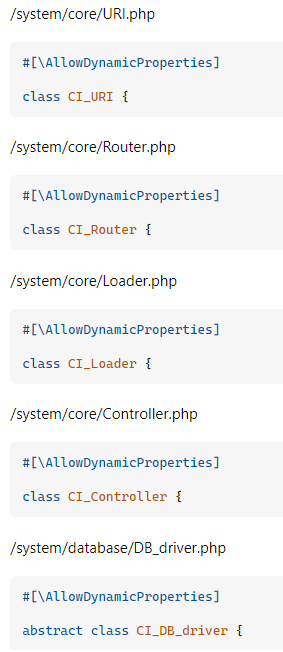 /system/core/URI.php
#[\AllowDynamicProperties]
class CI_URI {
/system/core/Router.php
#[\AllowDynamicProperties]
class CI_Router {
/system/core/Loader.php
#[\AllowDynamicProperties]
class CI_Loader {
/system/core/Controller.php
#[\AllowDynamicProperties]
class CI_Controller {
/system/database/DB_driver.php
#[\AllowDynamicProperties]
abstract class CI_DB_driver {